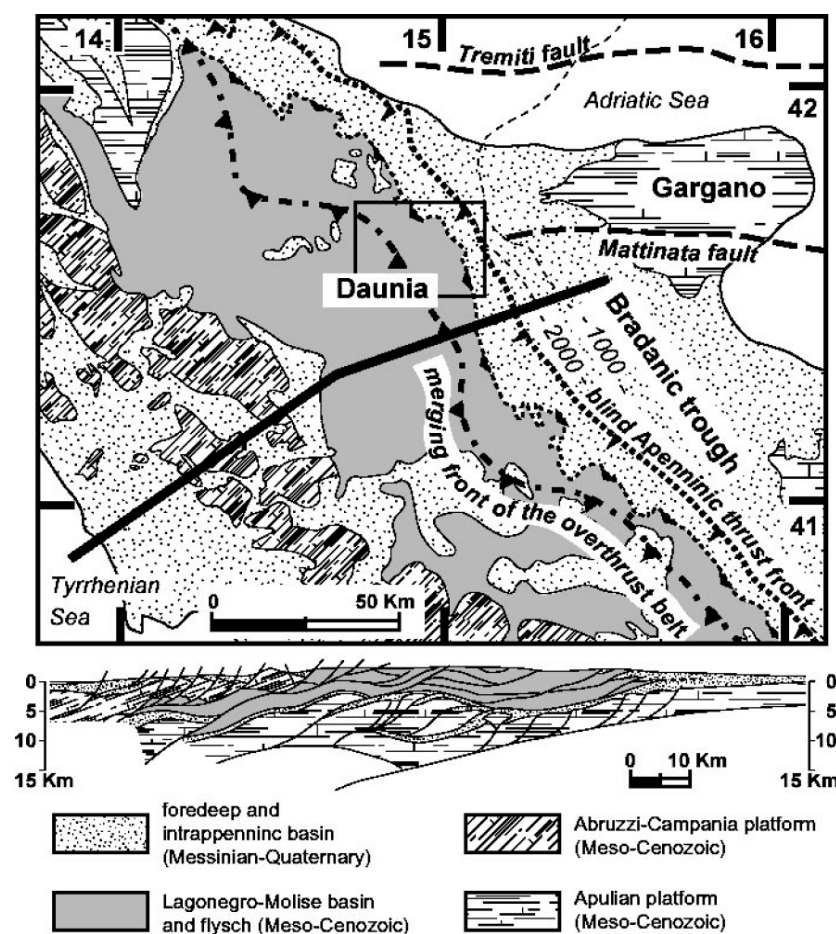 14
15
16
Tremiti fault
Adriatic Sea
42
Gargano
Mattinata fault
Daunia
Bradanic trough
1000
2000
blind Apenninic thrust front
merging front of the overthrust belt
41
Tyrrhenian
Sea
0 50 Km
0 0
5 5
10 10
15 Km 15 Km
0 10 Km
foredeep and
intrappenninc basin
(Messinian-Quaternary)
Abruzzi-Campania platform
(Meso-Cenozoic)
Lagonegro-Molise basin
and flysch (Meso-Cenozoic)
Apulian platform
(Meso-Cenozoic)